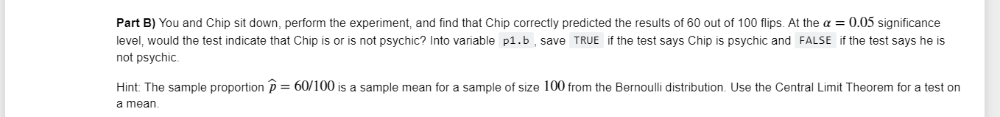 Part B) You and Chip sit down, perform the experiment, and find that Chip correctly predicted the results of 60 out of 100 flips. At the α = 0.05 significance
level, would the test indicate that Chip is or is not psychic? Into variable p1.b , save TRUE if the test says Chip is psychic and FALSE if the test says he is
not psychic.
Hint: The sample proportion p̂ = 60/100 is a sample mean for a sample of size 100 from the Bernoulli distribution. Use the Central Limit Theorem for a test on
a mean.